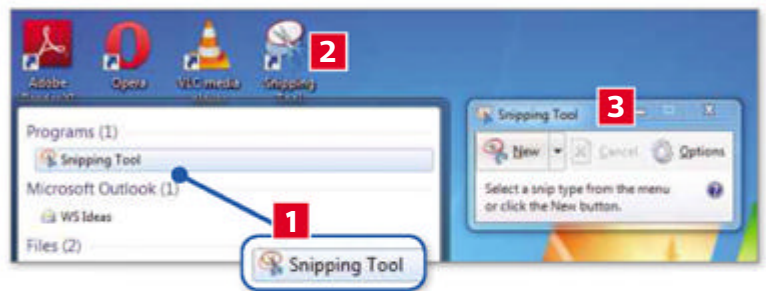 2
Adobe
Opera
VLC media
Snipping
Tool
Programs (1)
Snipping Tool
Microsoft Outlook (1)
WS Ideas
Files (2)
1
Snipping Tool
3
Snipping Tool
New
Cancel
Options
Select a snip type from the menu
or click the New button.